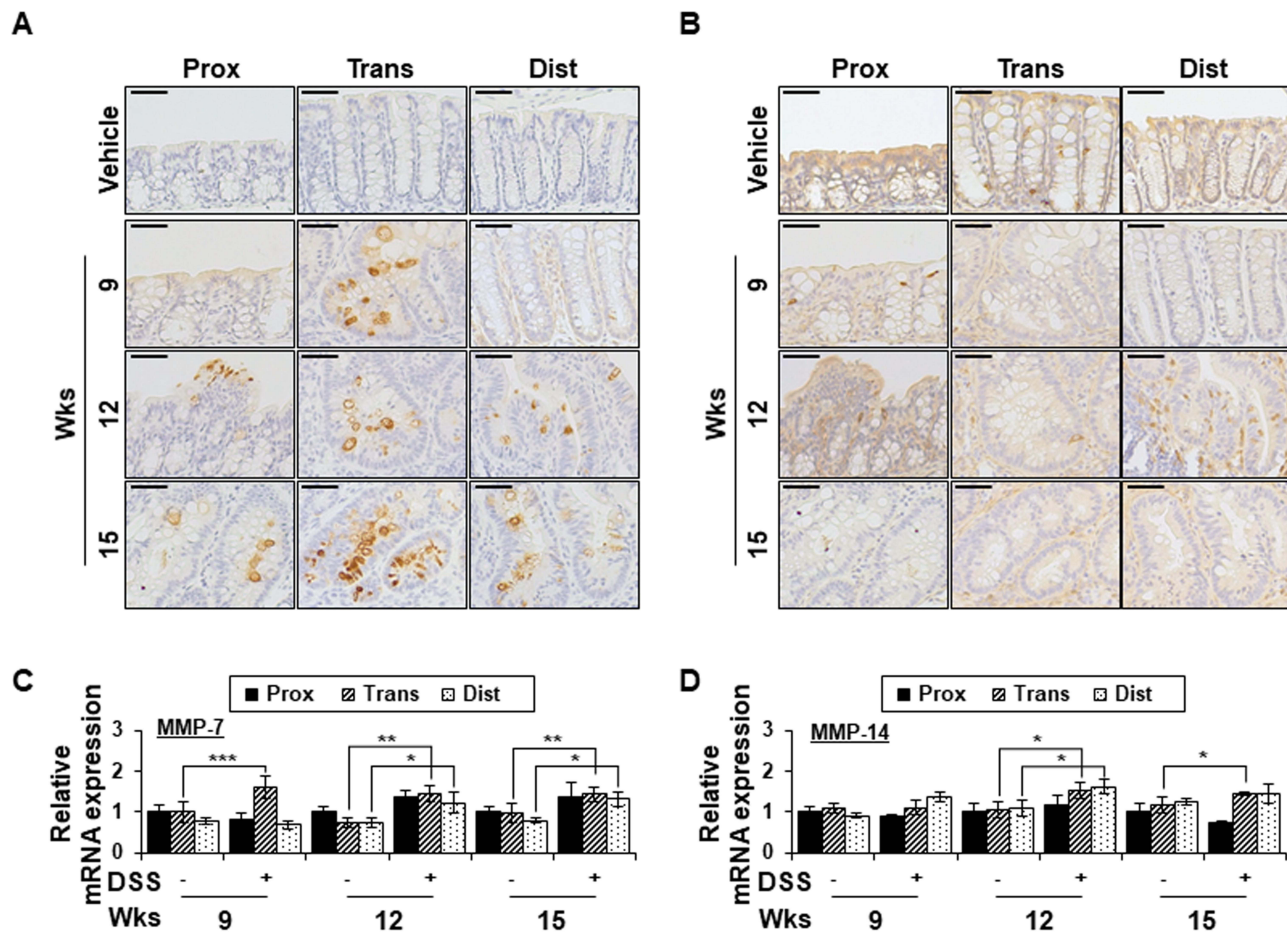 A
B
Prox Trans Dist
Prox Trans Dist
Vehicle
Vehicle
Wks
9
12
15
Wks
9
12
15
C
Prox Trans Dist
Relative
mRNA expression
3
2
1
0
MMP-7
***
**
*
**
*
DSS - + - + - +
Wks 9 12 15
D
Prox Trans Dist
Relative
mRNA expression
3
2
1
0
MMP-14
*
*
*
DSS - + - + - +
Wks 9 12 15